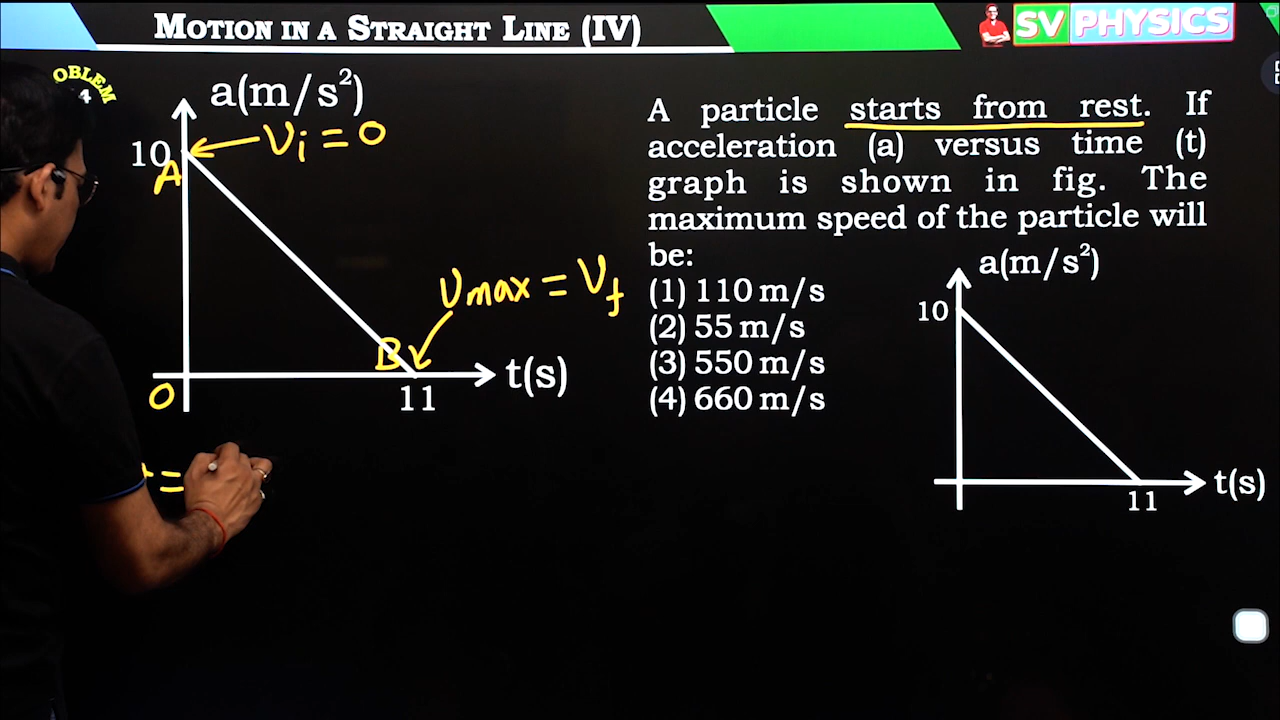 MOTION IN A STRAIGHT LINE (IV)
SV PHYSICS
OBLEM
4
a(m/s²)
10
A
Vi = 0
Vmax = Vf
B
O
11
t(s)
=
A particle starts from rest. If
acceleration (a) versus time (t)
graph is shown in fig. The
maximum speed of the particle will
be:
(1) 110 m/s
(2) 55 m/s
(3) 550 m/s
(4) 660 m/s
a(m/s²)
10
11
t(s)